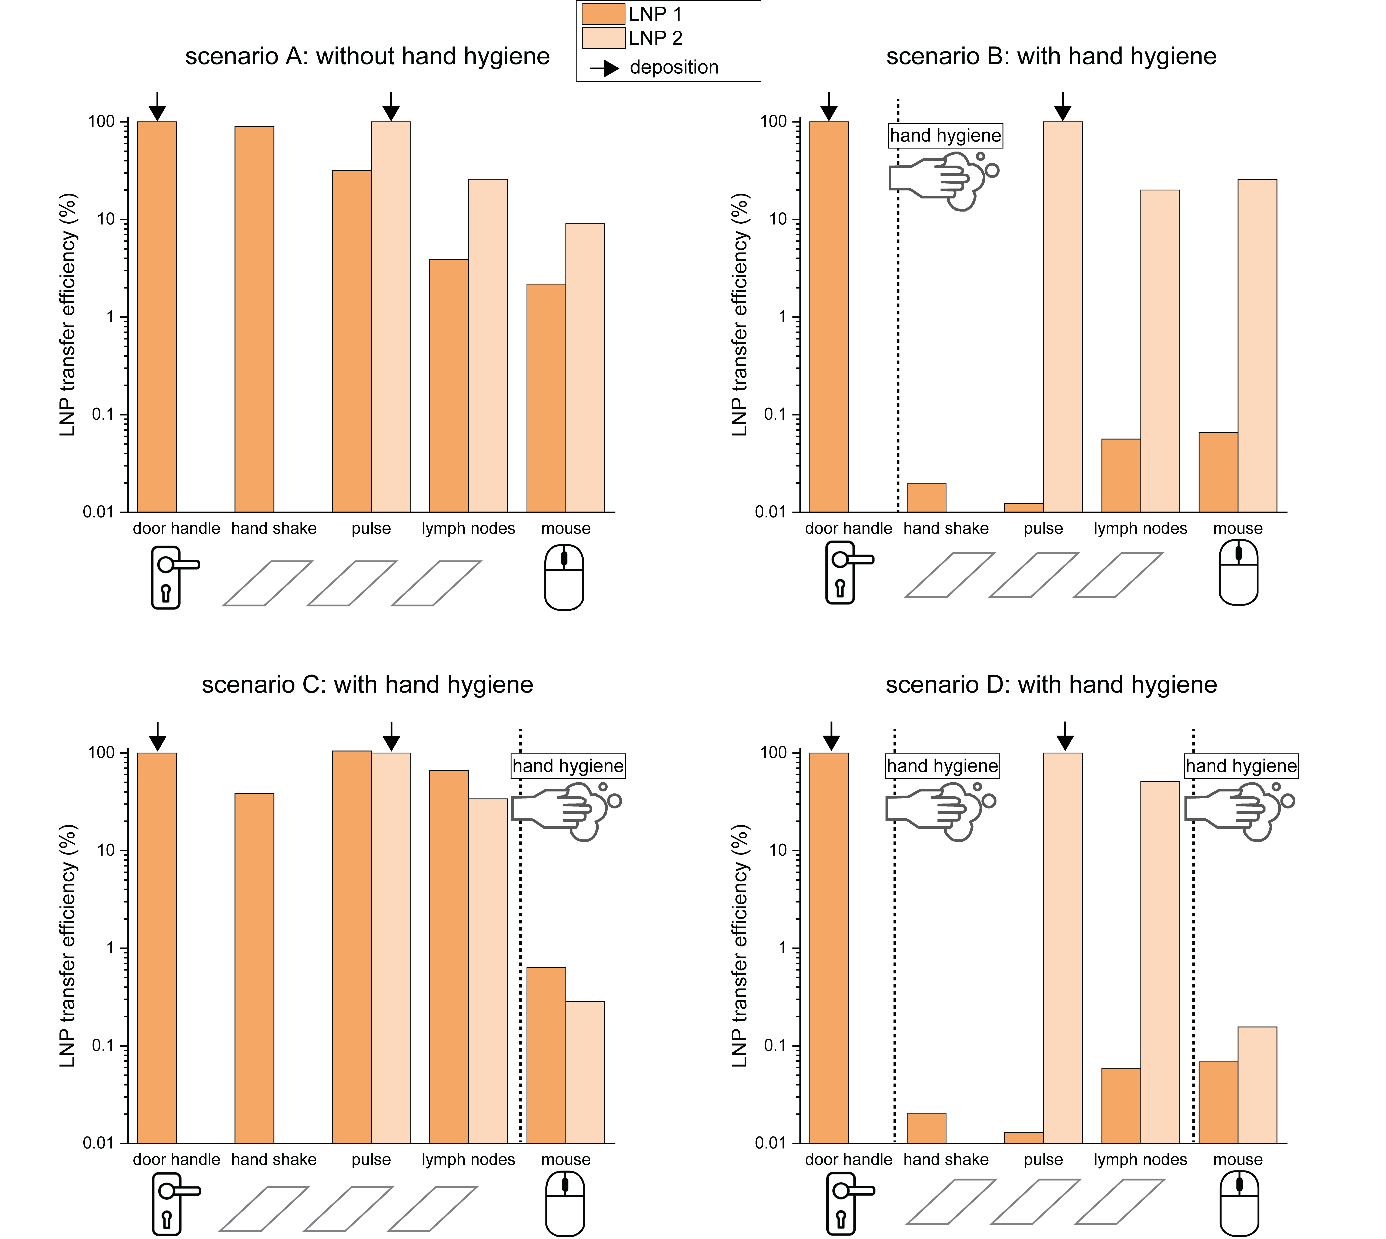 LNP 1
LNP 2
deposition
scenario A: without hand hygiene
LNP transfer efficiency (%)
100
10
1
0.1
0.01
door handle hand shake pulse lymph nodes mouse
scenario B: with hand hygiene
hand hygiene
LNP transfer efficiency (%)
100
10
1
0.1
0.01
door handle hand shake pulse lymph nodes mouse
scenario C: with hand hygiene
hand hygiene
LNP transfer efficiency (%)
100
10
1
0.1
0.01
door handle hand shake pulse lymph nodes mouse
scenario D: with hand hygiene
hand hygiene
hand hygiene
LNP transfer efficiency (%)
100
10
1
0.1
0.01
door handle hand shake pulse lymph nodes mouse